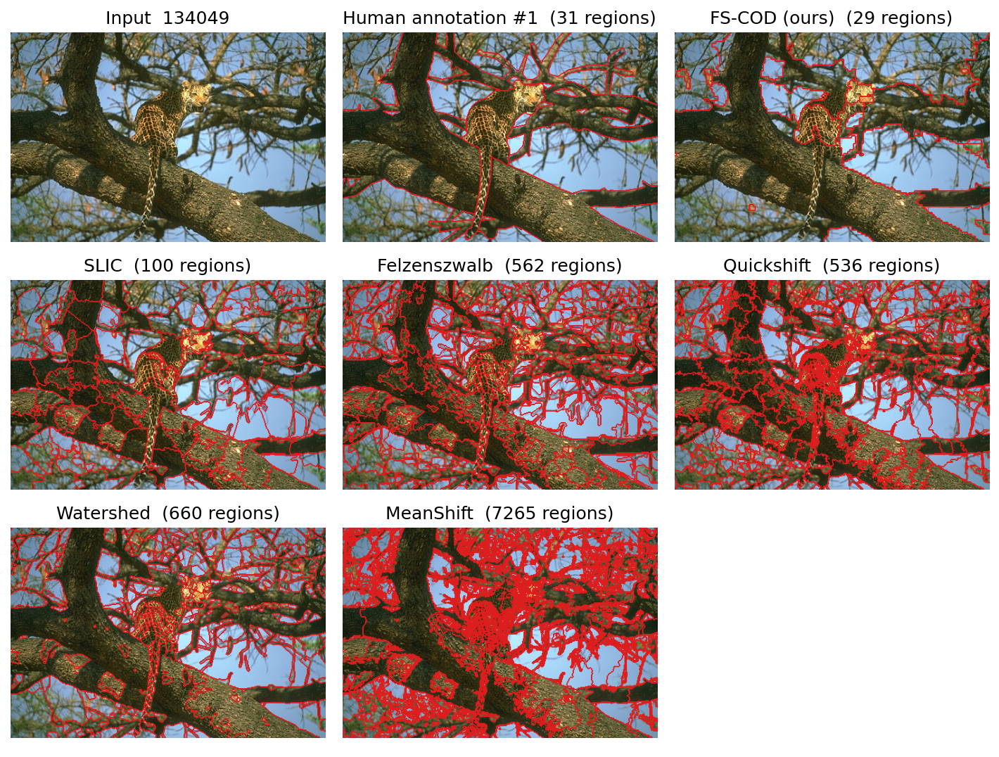 Input  134049
Human annotation #1  (31 regions)
FS-COD (ours)  (29 regions)
SLIC  (100 regions)
Felzenszwalb  (562 regions)
Quickshift  (536 regions)
Watershed  (660 regions)
MeanShift  (7265 regions)